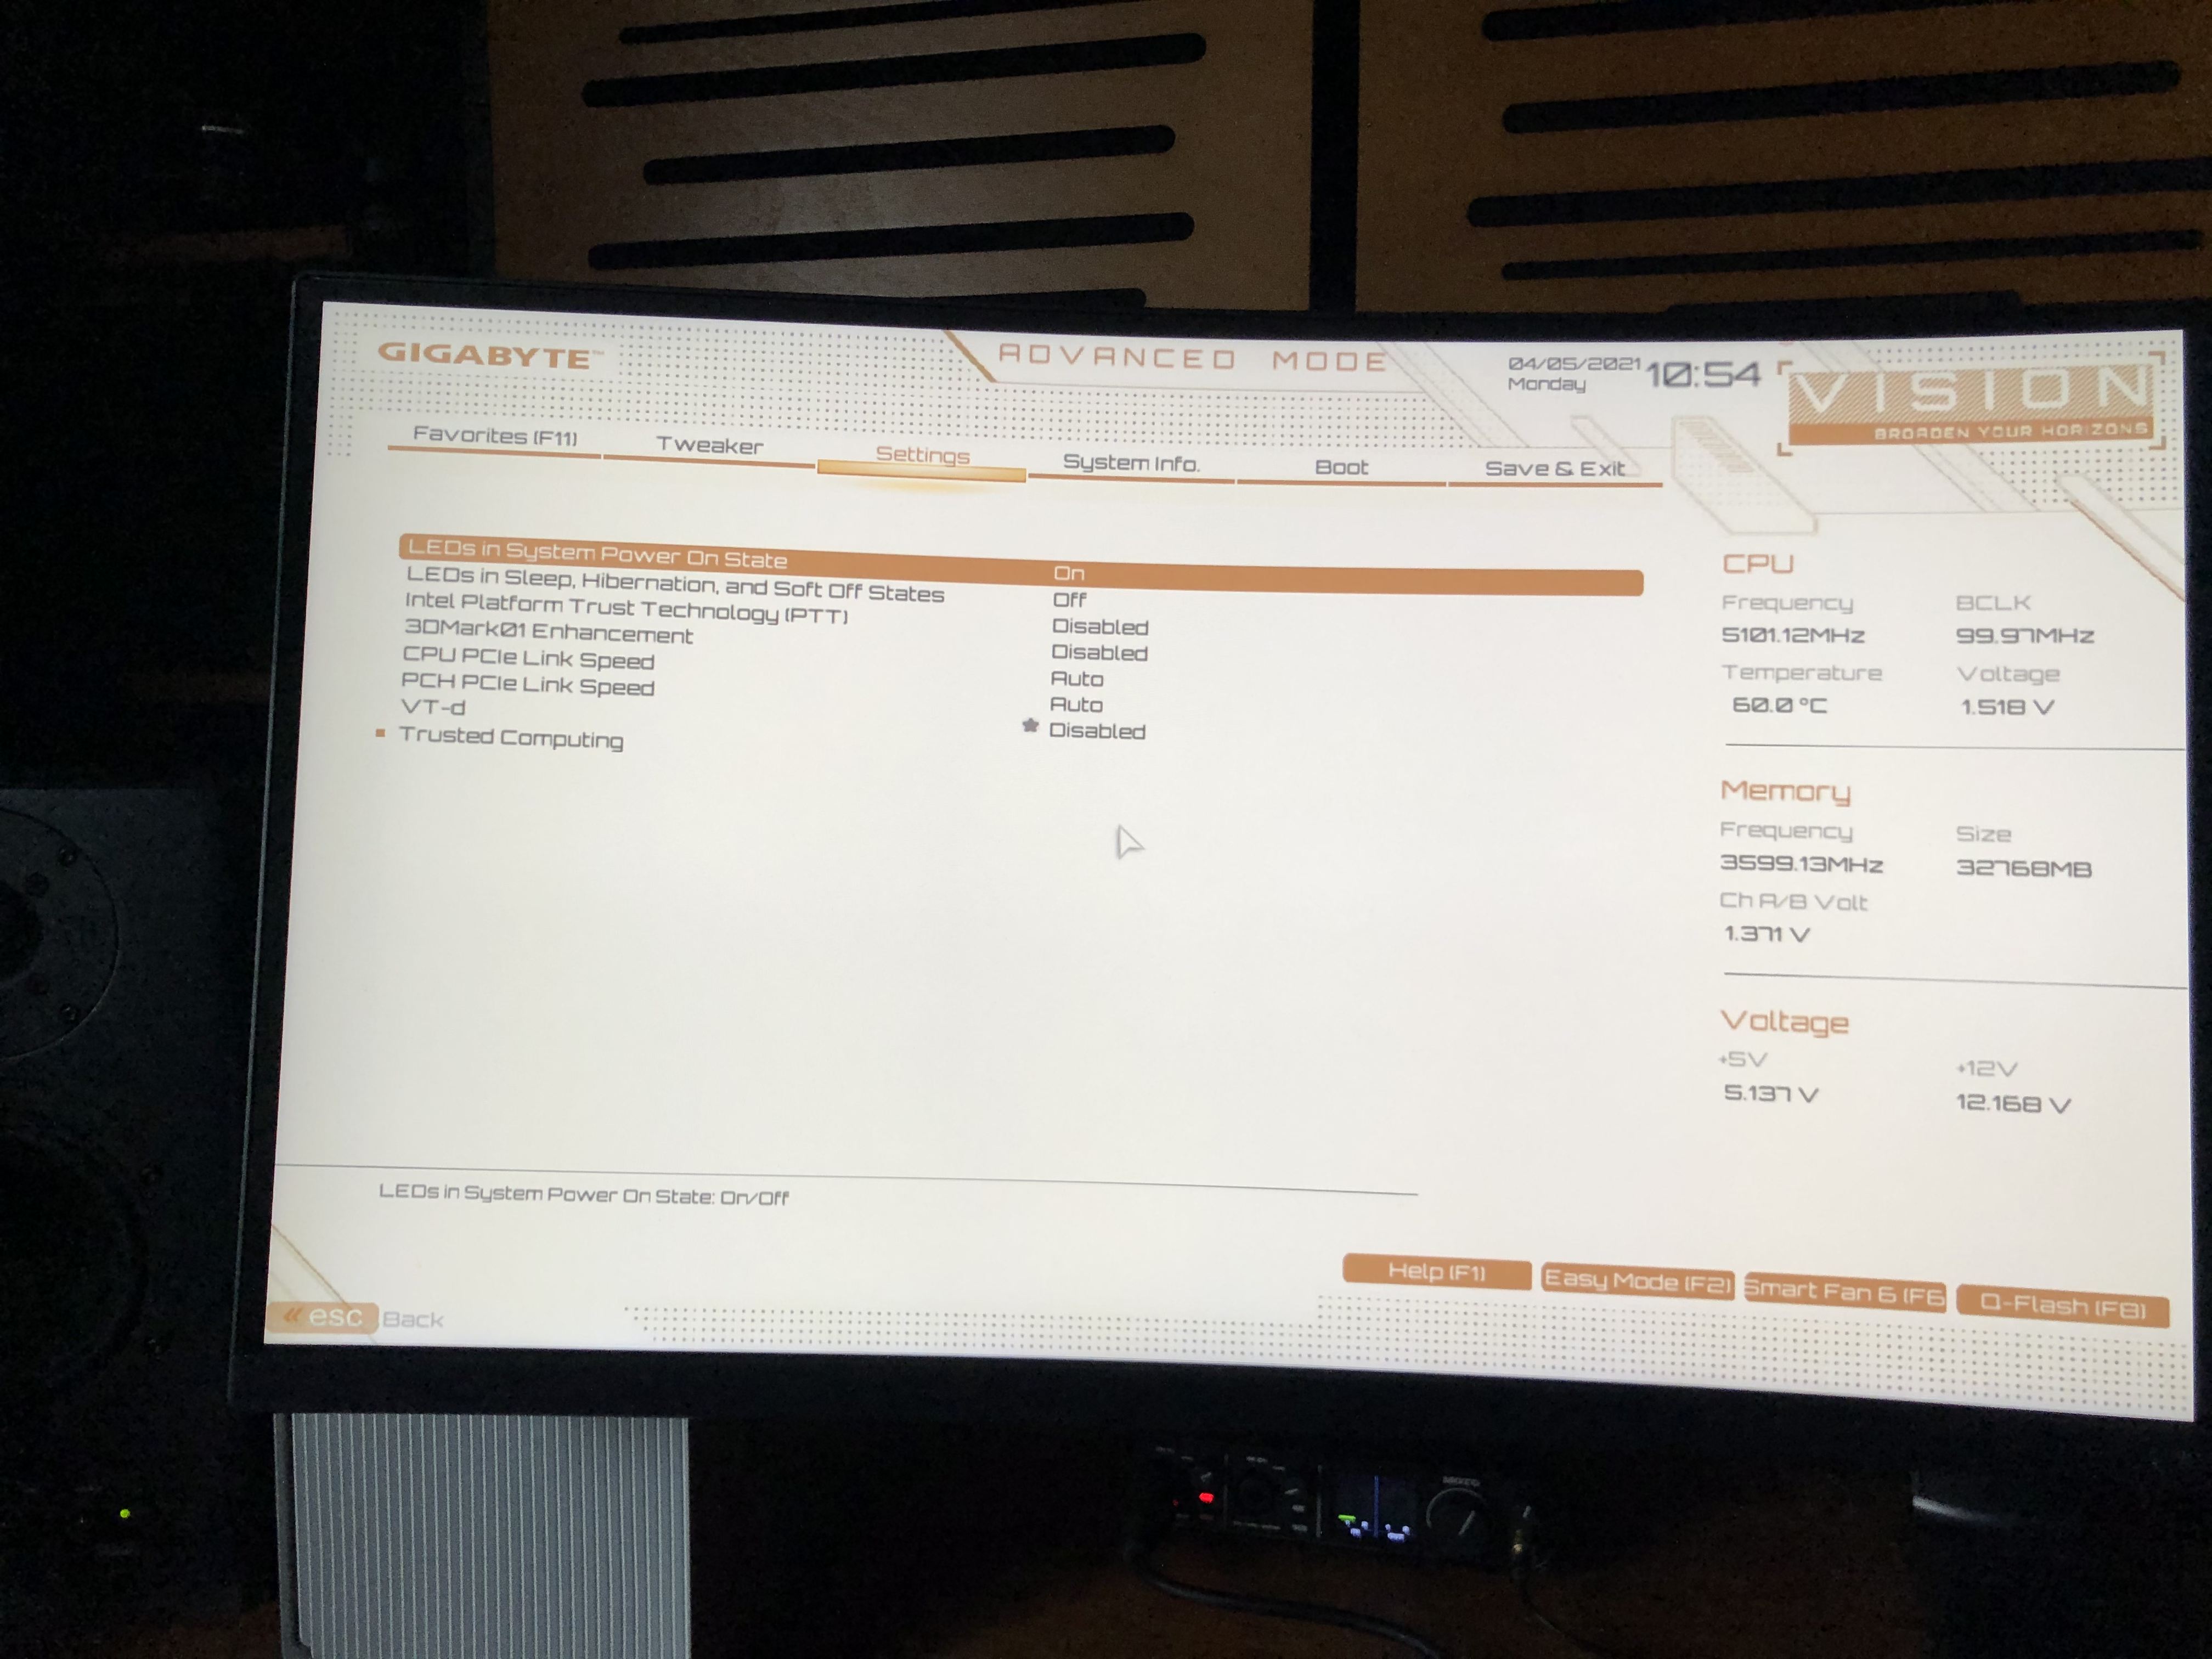 GIGABYTE™
ADVANCED MODE
04/05/2021 10:54
Monday
VISION
BROADEN YOUR HORIZONS
Favorites (F11) Tweaker Settings System Info. Boot Save & Exit
LEDs in System Power On State On
LEDs in Sleep, Hibernation, and Soft Off States Off
Intel Platform Trust Technology (PTT) Disabled
3DMark01 Enhancement Disabled
CPU PCIe Link Speed Auto
PCH PCIe Link Speed Auto
VT-d Disabled
Trusted Computing
CPU
Frequency BCLK
5101.12MHz 99.97MHz
Temperature Voltage
60.0 °C 1.518 V
Memory
Frequency Size
3599.13MHz 32768MB
Ch A/B Volt
1.371 V
Voltage
+5V +12V
5.137 V 12.168 V
LEDs in System Power On State: On/Off
Help (F1) Easy Mode (F2) Smart Fan 6 (F6 Q-Flash (F8)
« esc Back